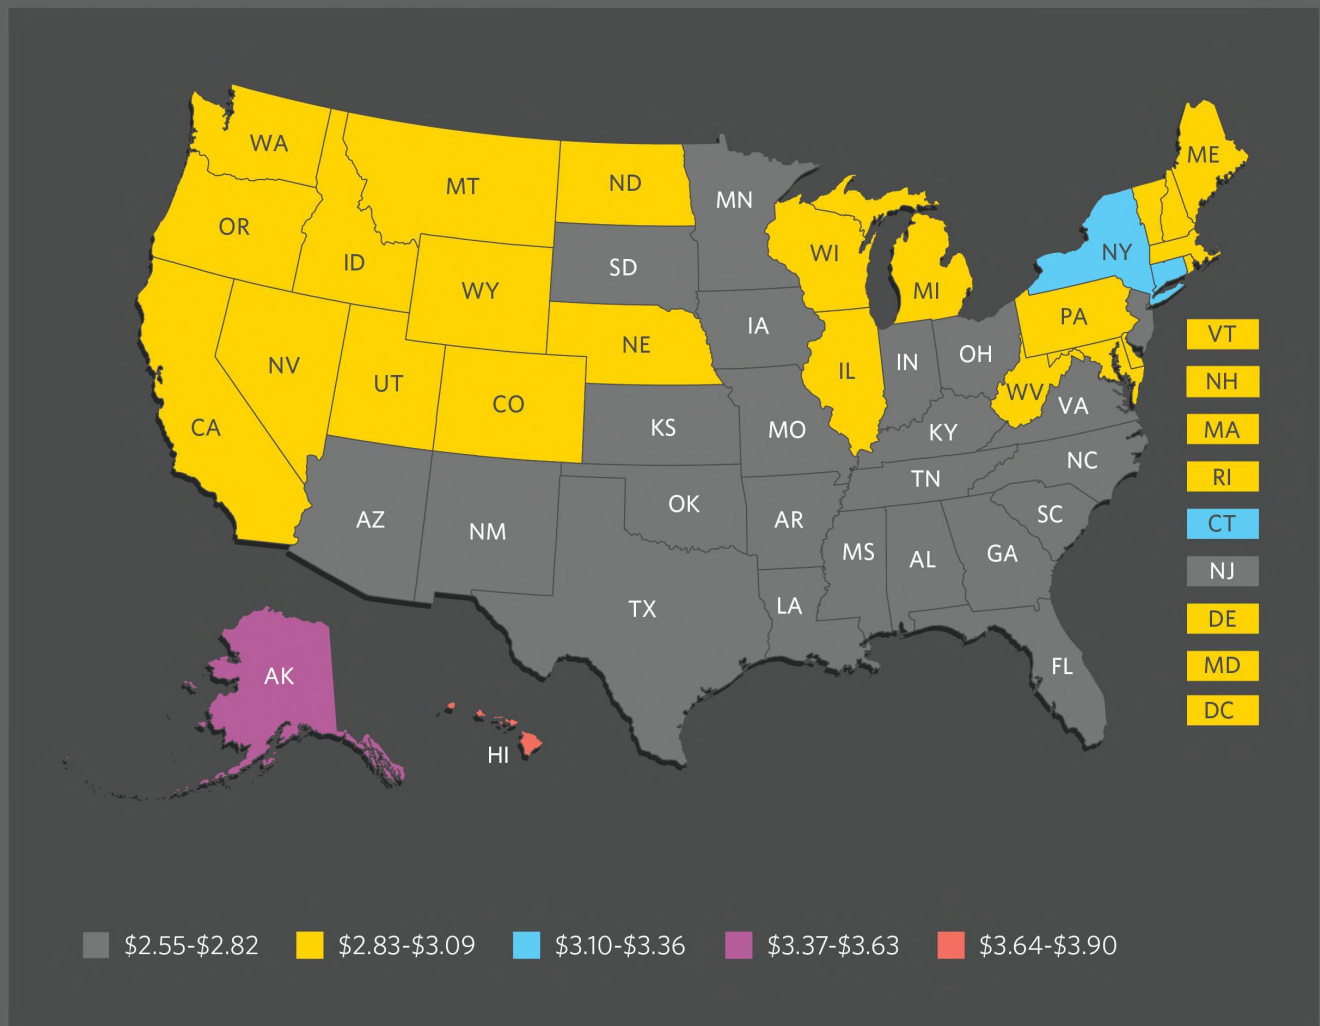 WA
ME
MT
ND
MN
OR
NY
WI
ID
SD
WY
MI
PA
IA
VT
NE
OH
NV
IN
IL
NH
UT
WV
CO
VA
CA
KS
MO
KY
MA
NC
RI
TN
OK
SC
AZ
AR
CT
NM
MS
GA
AL
NJ
TX
LA
DE
FL
MD
AK
DC
HI
$2.55-$2.82
$2.83-$3.09
$3.10-$3.36
$3.37-$3.63
$3.64-$3.90